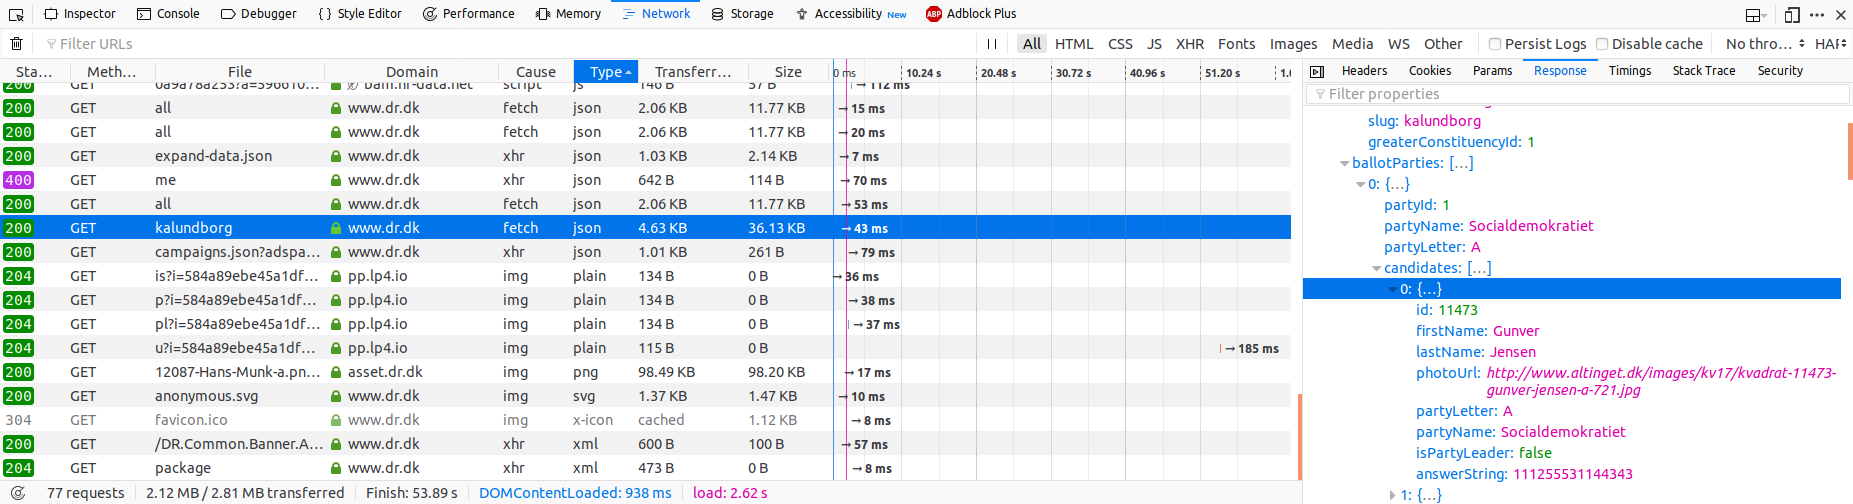 Inspector Console Debugger {} Style Editor Performance Memory Network Storage Accessibility New ABP Adblock Plus
Filter URLs All HTML CSS JS XHR Fonts Images Media WS Other Persist Logs Disable cache No thro… HAR
Sta… Meth… File Domain Cause Type Transferr… Size 0 ms 10.24 s 20.48 s 30.72 s 40.96 s 51.20 s
200 GET bam.nr-data.net script js 146 B 57 B → 112 ms
200 GET all www.dr.dk fetch json 2.06 KB 11.77 KB → 15 ms
200 GET all www.dr.dk fetch json 2.06 KB 11.77 KB → 20 ms
200 GET expand-data.json www.dr.dk xhr json 1.03 KB 2.14 KB → 7 ms
400 GET me www.dr.dk xhr json 642 B 114 B → 70 ms
200 GET all www.dr.dk fetch json 2.06 KB 11.77 KB → 53 ms
200 GET kalundborg www.dr.dk fetch json 4.63 KB 36.13 KB → 43 ms
200 GET campaigns.json?adspa… www.dr.dk xhr json 1.01 KB 261 B → 79 ms
204 GET is?i=584a89ebe45a1df… pp.lp4.io img plain 134 B 0 B → 36 ms
204 GET p?i=584a89ebe45a1df… pp.lp4.io img plain 134 B 0 B → 38 ms
204 GET pl?i=584a89ebe45a1df… pp.lp4.io img plain 134 B 0 B → 37 ms
204 GET u?i=584a89ebe45a1df… pp.lp4.io img plain 115 B 0 B → 185 ms
200 GET 12087-Hans-Munk-a.pn… asset.dr.dk img png 98.49 KB 98.20 KB → 17 ms
200 GET anonymous.svg www.dr.dk img svg 1.37 KB 1.47 KB → 10 ms
304 GET favicon.ico www.dr.dk img x-icon cached 1.12 KB → 8 ms
200 GET /DR.Common.Banner.A… www.dr.dk xhr xml 600 B 100 B → 57 ms
204 GET package www.dr.dk xhr xml 473 B 0 B → 8 ms
77 requests 2.12 MB / 2.81 MB transferred Finish: 53.89 s DOMContentLoaded: 938 ms load: 2.62 s
Headers Cookies Params Response Timings Stack Trace Security
Filter properties
slug: kalundborg
greaterConstituencyId: 1
ballotParties: […]
0: {…}
partyId: 1
partyName: Socialdemokratiet
partyLetter: A
candidates: […]
0: {…}
id: 11473
firstName: Gunver
lastName: Jensen
photoUrl: http://www.altinget.dk/images/kv17/kvadrat-11473-
gunver-jensen-a-721.jpg
partyLetter: A
partyName: Socialdemokratiet
isPartyLeader: false
answerString: 111255531144343
1: {…}